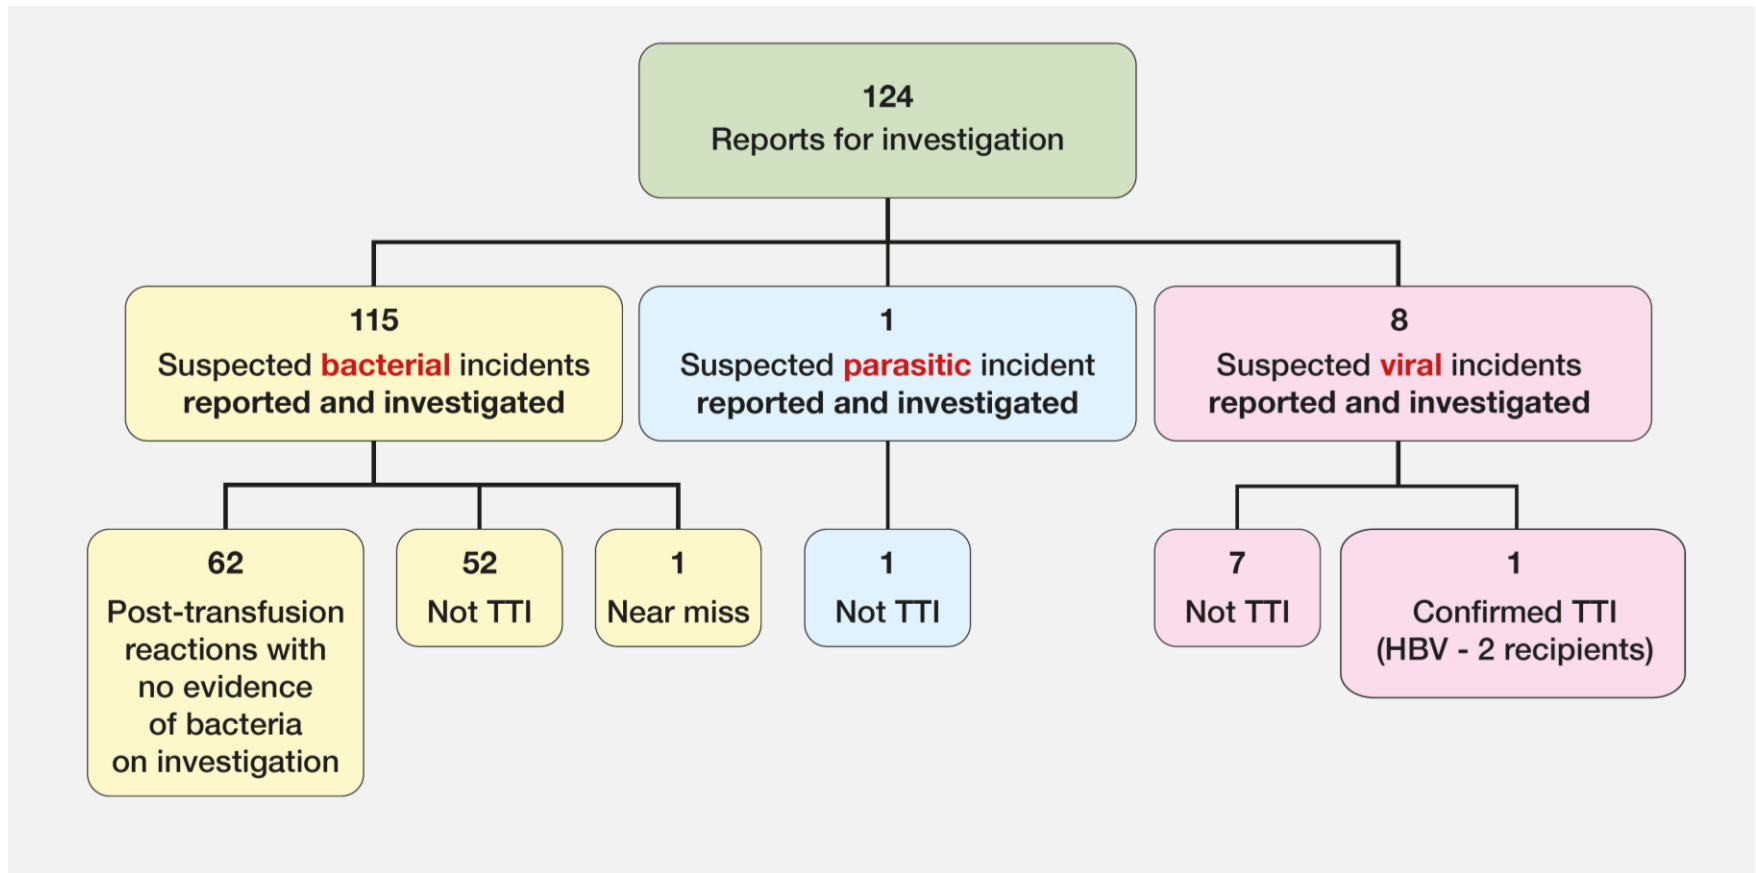 124
Reports for investigation
115
Suspected bacterial incidents
reported and investigated
1
Suspected parasitic incident
reported and investigated
8
Suspected viral incidents
reported and investigated
62
Post-transfusion
reactions with
no evidence
of bacteria
on investigation
52
Not TTI
1
Near miss
1
Not TTI
7
Not TTI
1
Confirmed TTI
(HBV - 2 recipients)